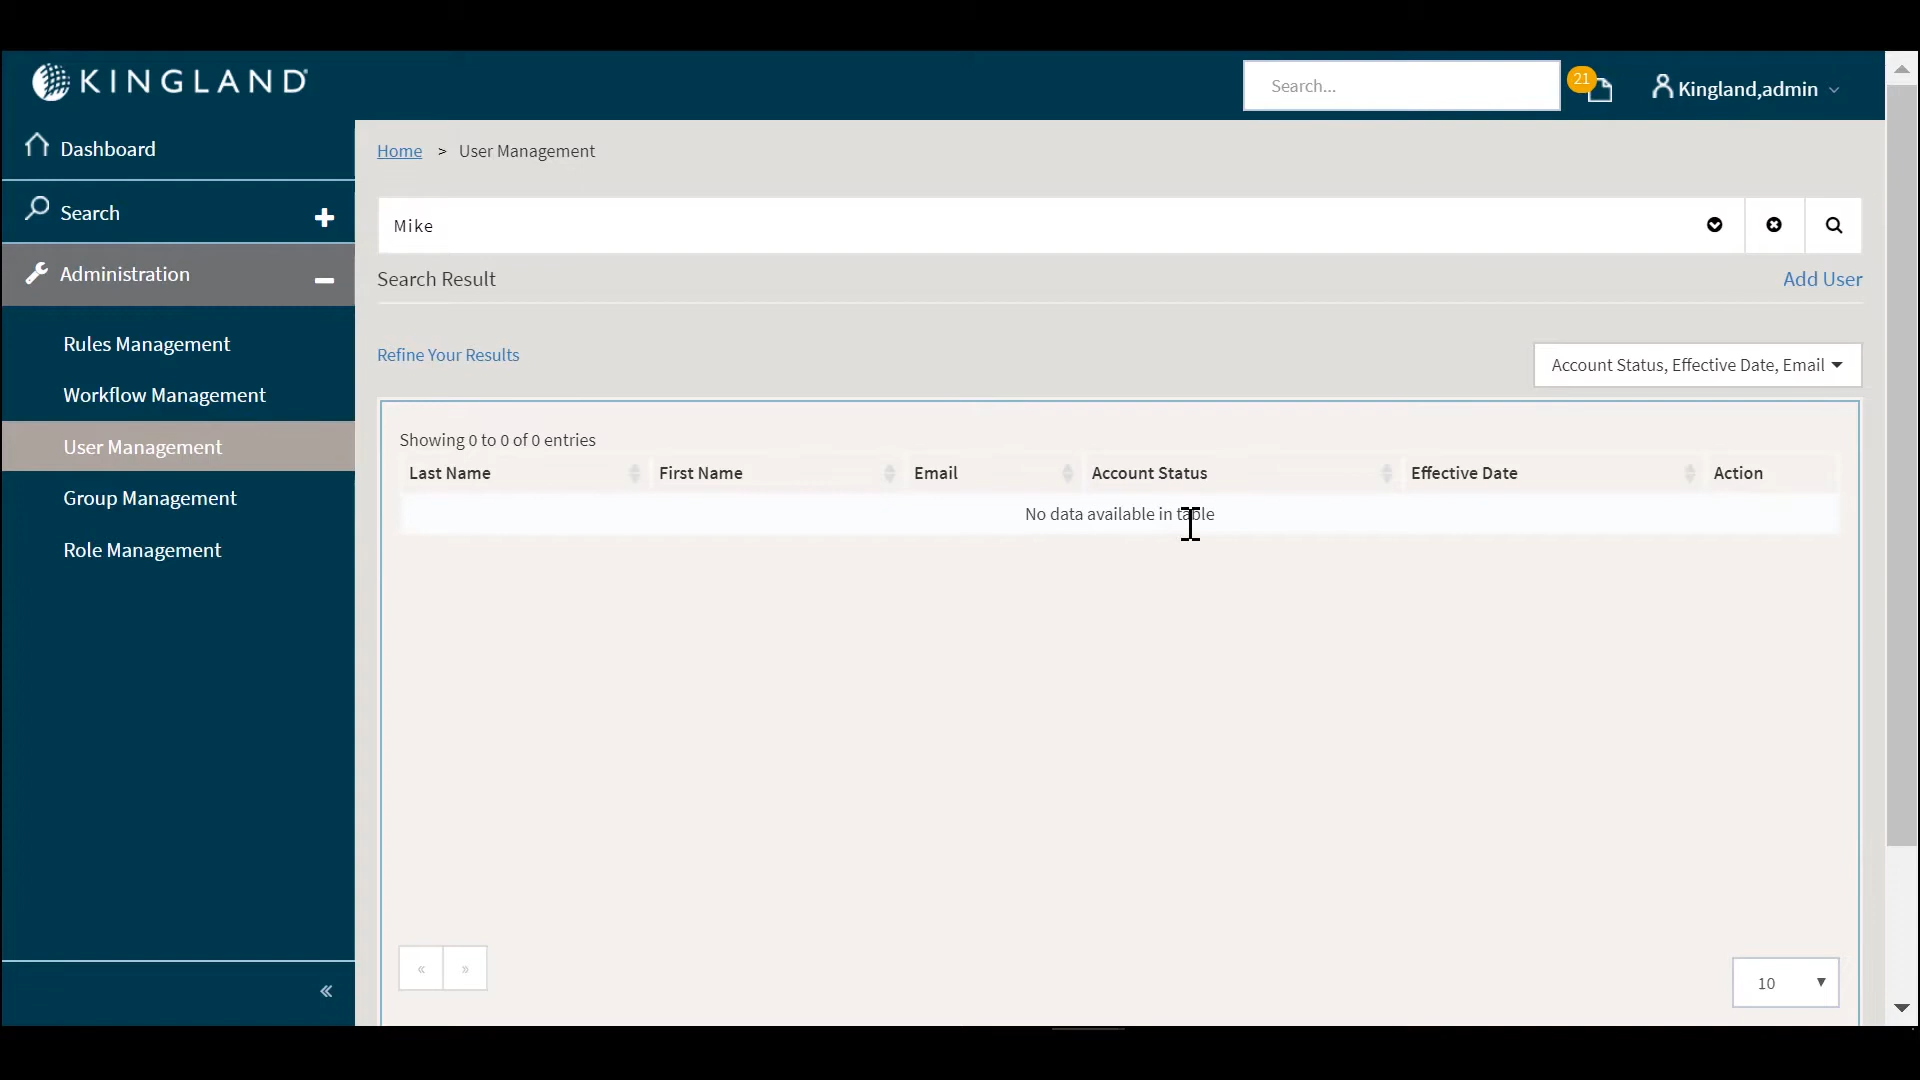 KINGLAND
Search...
21
Kingland,admin
Dashboard
Search
Administration
Rules Management
Workflow Management
User Management
Group Management
Role Management
«
Home > User Management
Mike
Search Result
Add User
Refine Your Results
Account Status, Effective Date, Email
Showing 0 to 0 of 0 entries
Last Name First Name Email Account Status Effective Date Action
No data available in table
« »
10